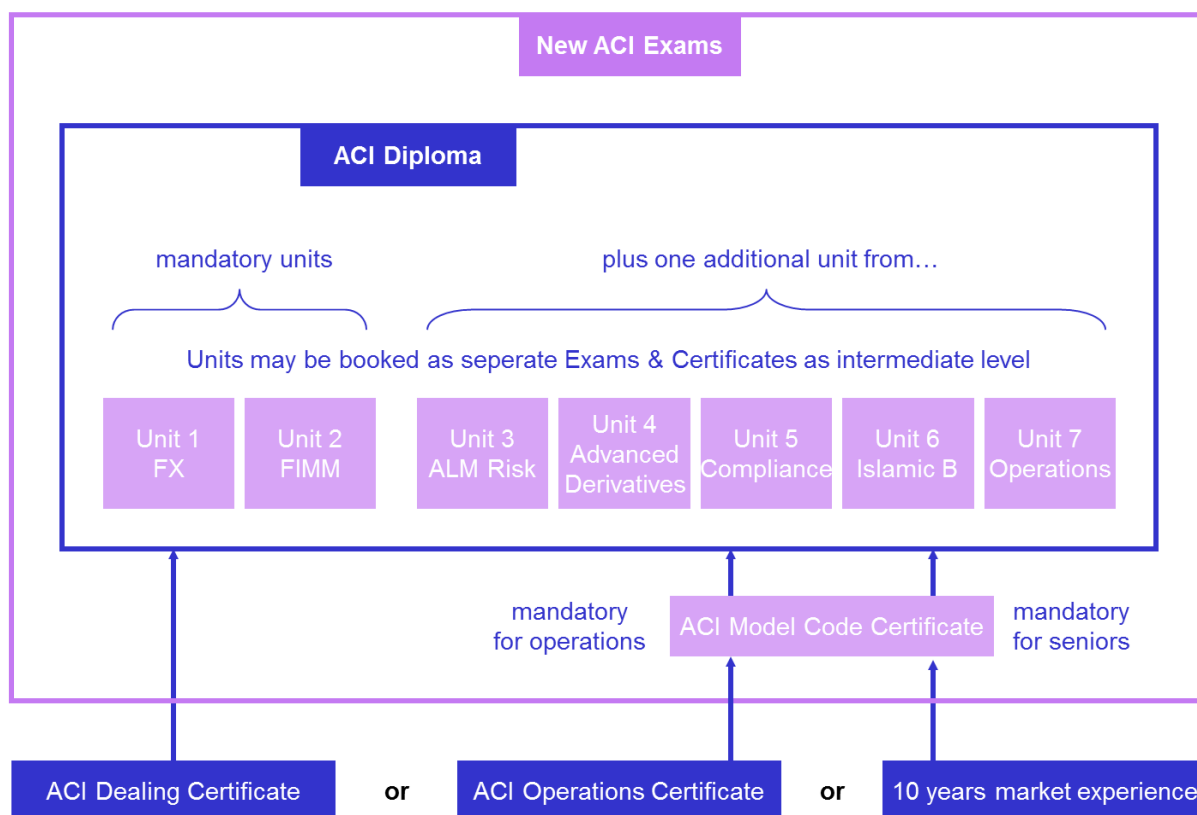 New ACI Exams
ACI Diploma
mandatory units
plus one additional unit from…
Units may be booked as seperate Exams & Certificates as intermediate level
Unit 1
FX
Unit 2
FIMM
Unit 3
ALM Risk
Unit 4
Advanced
Derivatives
Unit 5
Compliance
Unit 6
Islamic B
Unit 7
Operations
mandatory
for operations
ACI Model Code Certificate
mandatory
for seniors
ACI Dealing Certificate
or
ACI Operations Certificate
or
10 years market experience